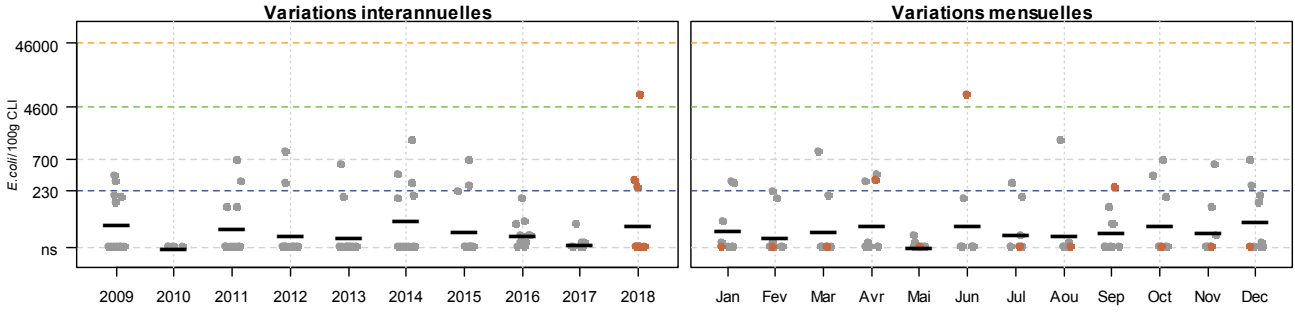 Variations interannuelles
Variations mensuelles
E.coli/100g CLI
46000
4600
700
230
ns
2009 2010 2011 2012 2013 2014 2015 2016 2017 2018
Jan Fev Mar Avr Mai Jun Jul Aou Sep Oct Nov Dec